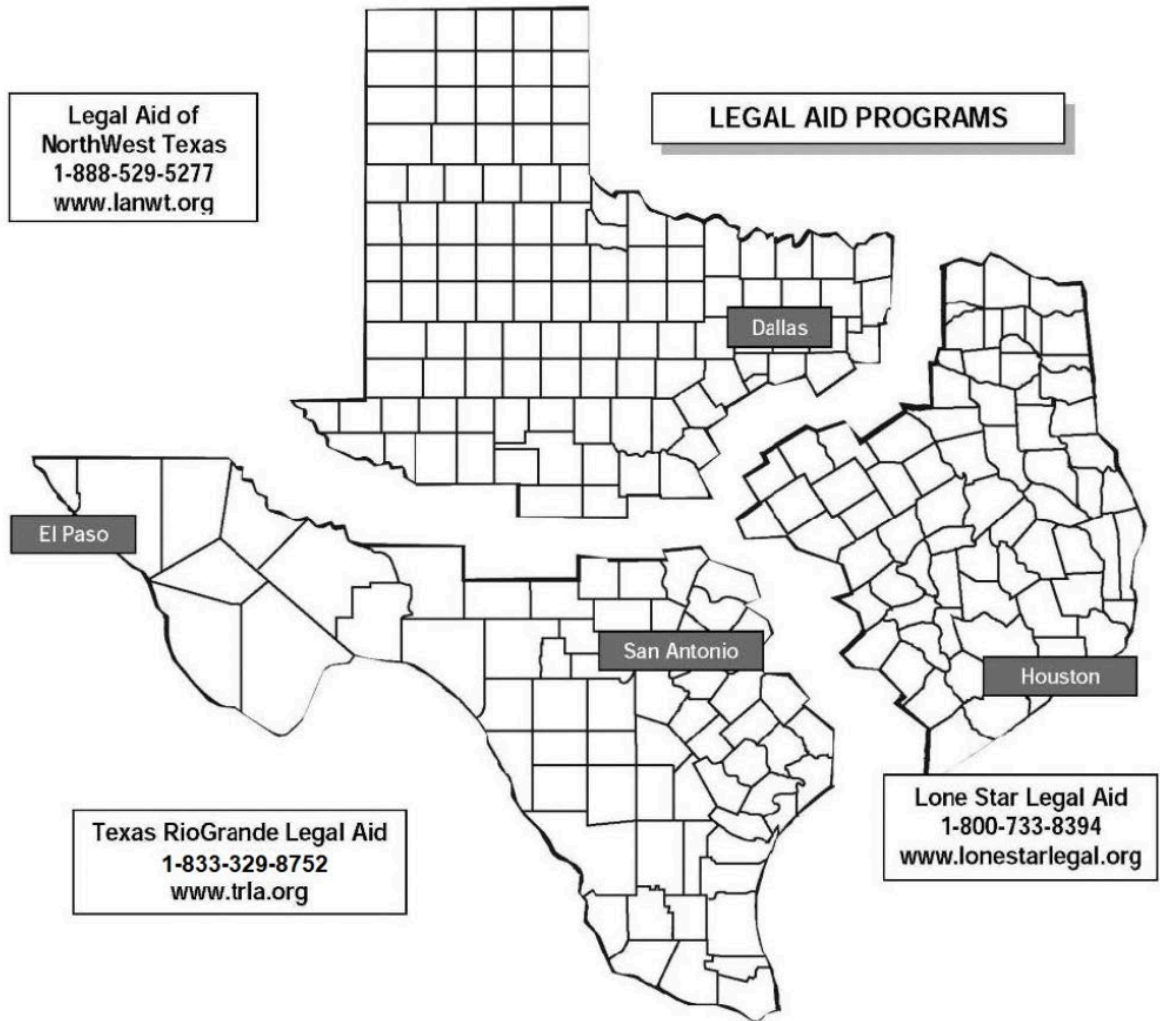 Legal Aid of
NorthWest Texas
1-888-529-5277
www.lanwt.org
LEGAL AID PROGRAMS
Dallas
El Paso
San Antonio
Houston
Texas RioGrande Legal Aid
1-833-329-8752
www.trla.org
Lone Star Legal Aid
1-800-733-8394
www.lonestarlegal.org